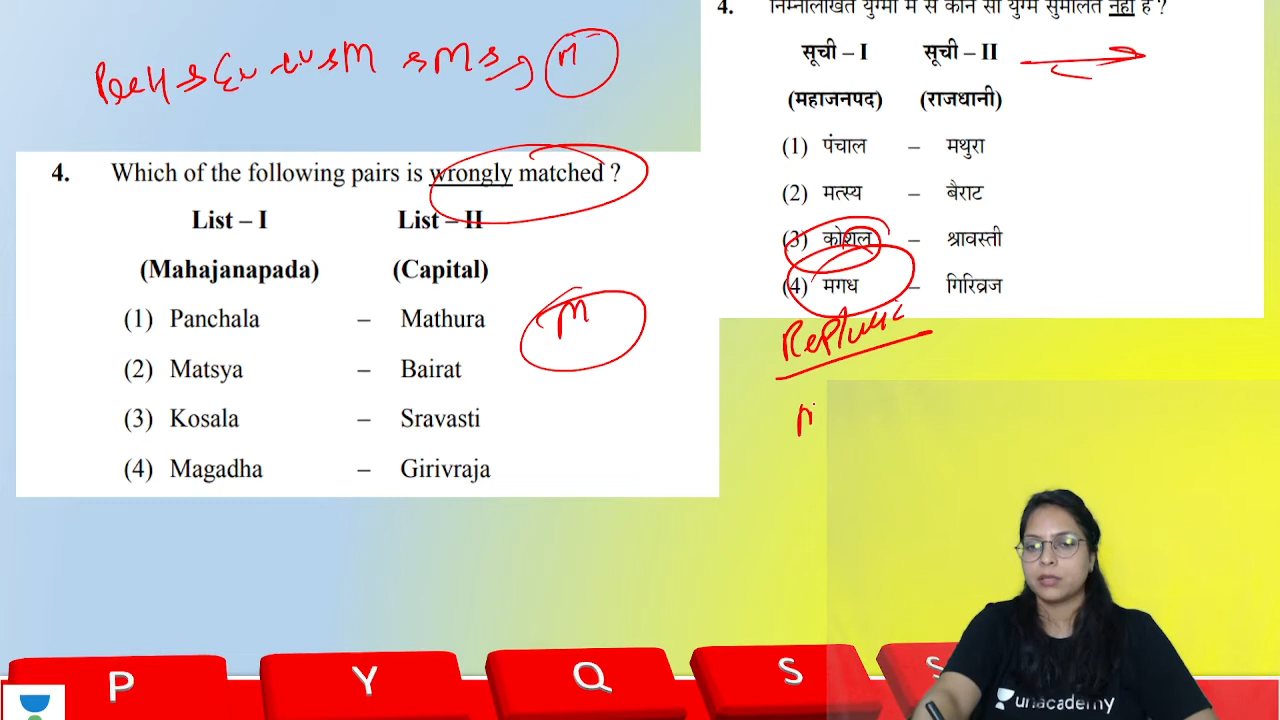 4. Which of the following pairs is wrongly matched ?
List – I List – II
(Mahajanapada) (Capital)
(1) Panchala – Mathura
(2) Matsya – Bairat
(3) Kosala – Sravasti
(4) Magadha – Girivraja
4. निम्नलिखित युग्मों में से कौन सा युग्म सुमेलित नहीं है ?
सूची – I सूची – II
(महाजनपद) (राजधानी)
(1) पंचाल – मथुरा
(2) मत्स्य – बैराट
(3) कोशल – श्रावस्ती
(4) मगध – गिरिव्रज
M
M
P Y Q S S
unacademy